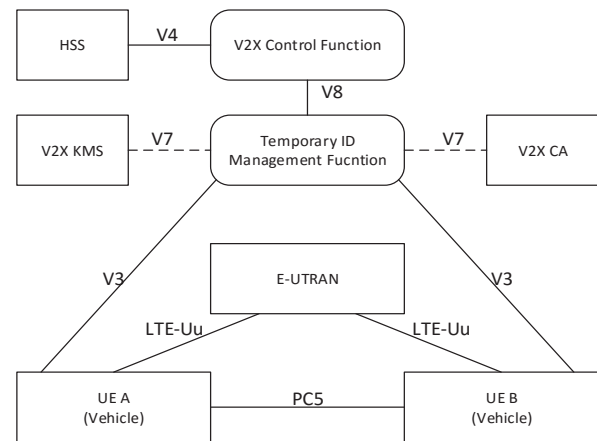 HSS
V4
V2X Control Function
V8
V2X KMS
V7
Temporary ID
Management Fucntion
V7
V2X CA
V3
E-UTRAN
V3
LTE-Uu
LTE-Uu
UE A
(Vehicle)
PC5
UE B
(Vehicle)